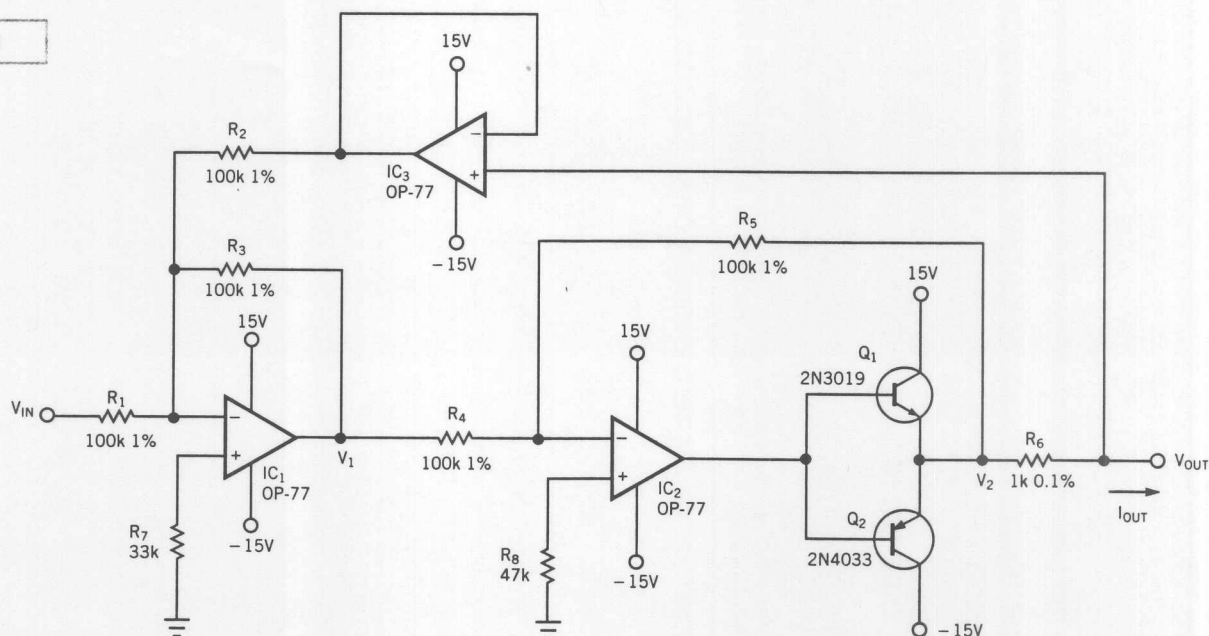 15V
R2
100k 1%
−
+
IC3
OP-77
−15V
R3
100k 1%
R5
100k 1%
15V
15V
15V
Q1
2N3019
VIN
R1
100k 1%
−
+
IC1
OP-77
V1
R4
100k 1%
−
+
IC2
OP-77
V2
R6
1k 0.1%
VOUT
IOUT
R7
33k
−15V
R8
47k
−15V
Q2
2N4033
−15V